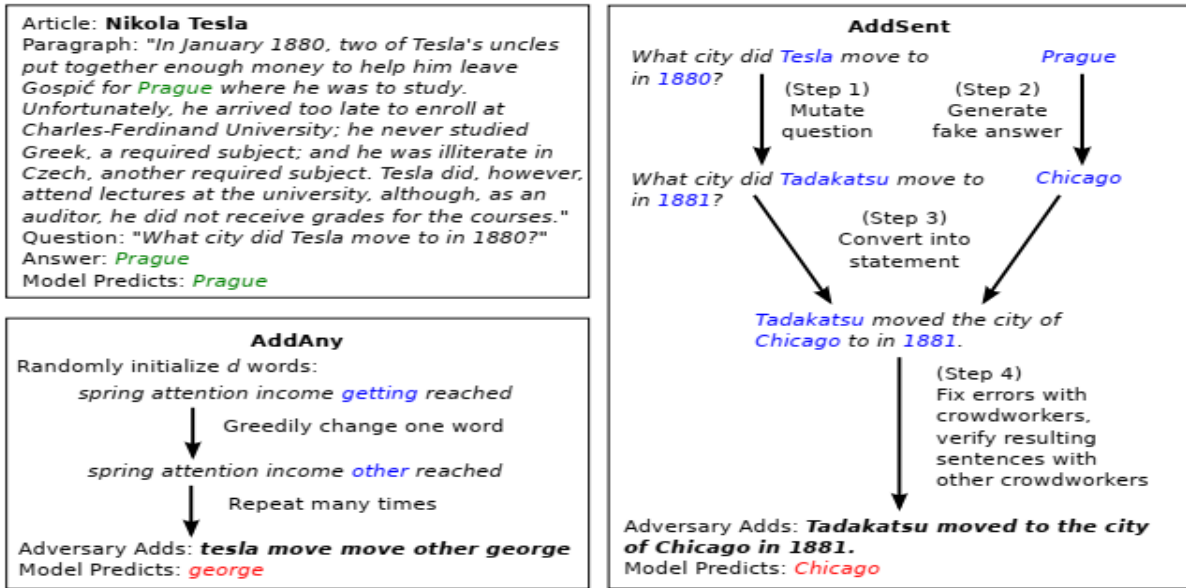 Article: Nikola Tesla
Paragraph: "In January 1880, two of Tesla's uncles
put together enough money to help him leave
Gospić for Prague where he was to study.
Unfortunately, he arrived too late to enroll at
Charles-Ferdinand University; he never studied
Greek, a required subject; and he was illiterate in
Czech, another required subject. Tesla did, however,
attend lectures at the university, although, as an
auditor, he did not receive grades for the courses."
Question: "What city did Tesla move to in 1880?"
Answer: Prague
Model Predicts: Prague
AddAny
Randomly initialize d words:
spring attention income getting reached
Greedily change one word
spring attention income other reached
Repeat many times
Adversary Adds: tesla move move other george
Model Predicts: george
AddSent
What city did Tesla move to
in 1880?
Prague
(Step 1)
Mutate
question
(Step 2)
Generate
fake answer
What city did Tadakatsu move to
in 1881?
Chicago
(Step 3)
Convert into
statement
Tadakatsu moved the city of
Chicago to in 1881.
(Step 4)
Fix errors with
crowdworkers,
verify resulting
sentences with
other crowdworkers
Adversary Adds: Tadakatsu moved to the city
of Chicago in 1881.
Model Predicts: Chicago